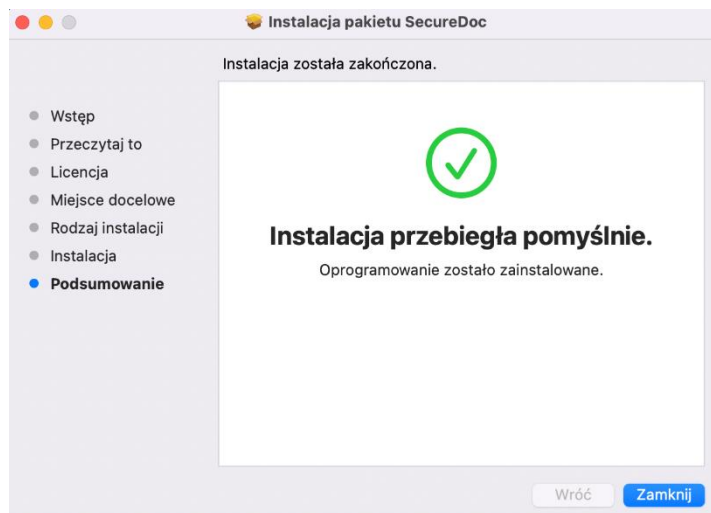 Instalacja pakietu SecureDoc
Instalacja została zakończona.
Wstęp
Przeczytaj to
Licencja
Miejsce docelowe
Rodzaj instalacji
Instalacja
Podsumowanie
Instalacja przebiegła pomyślnie.
Oprogramowanie zostało zainstalowane.
Wróć
Zamknij